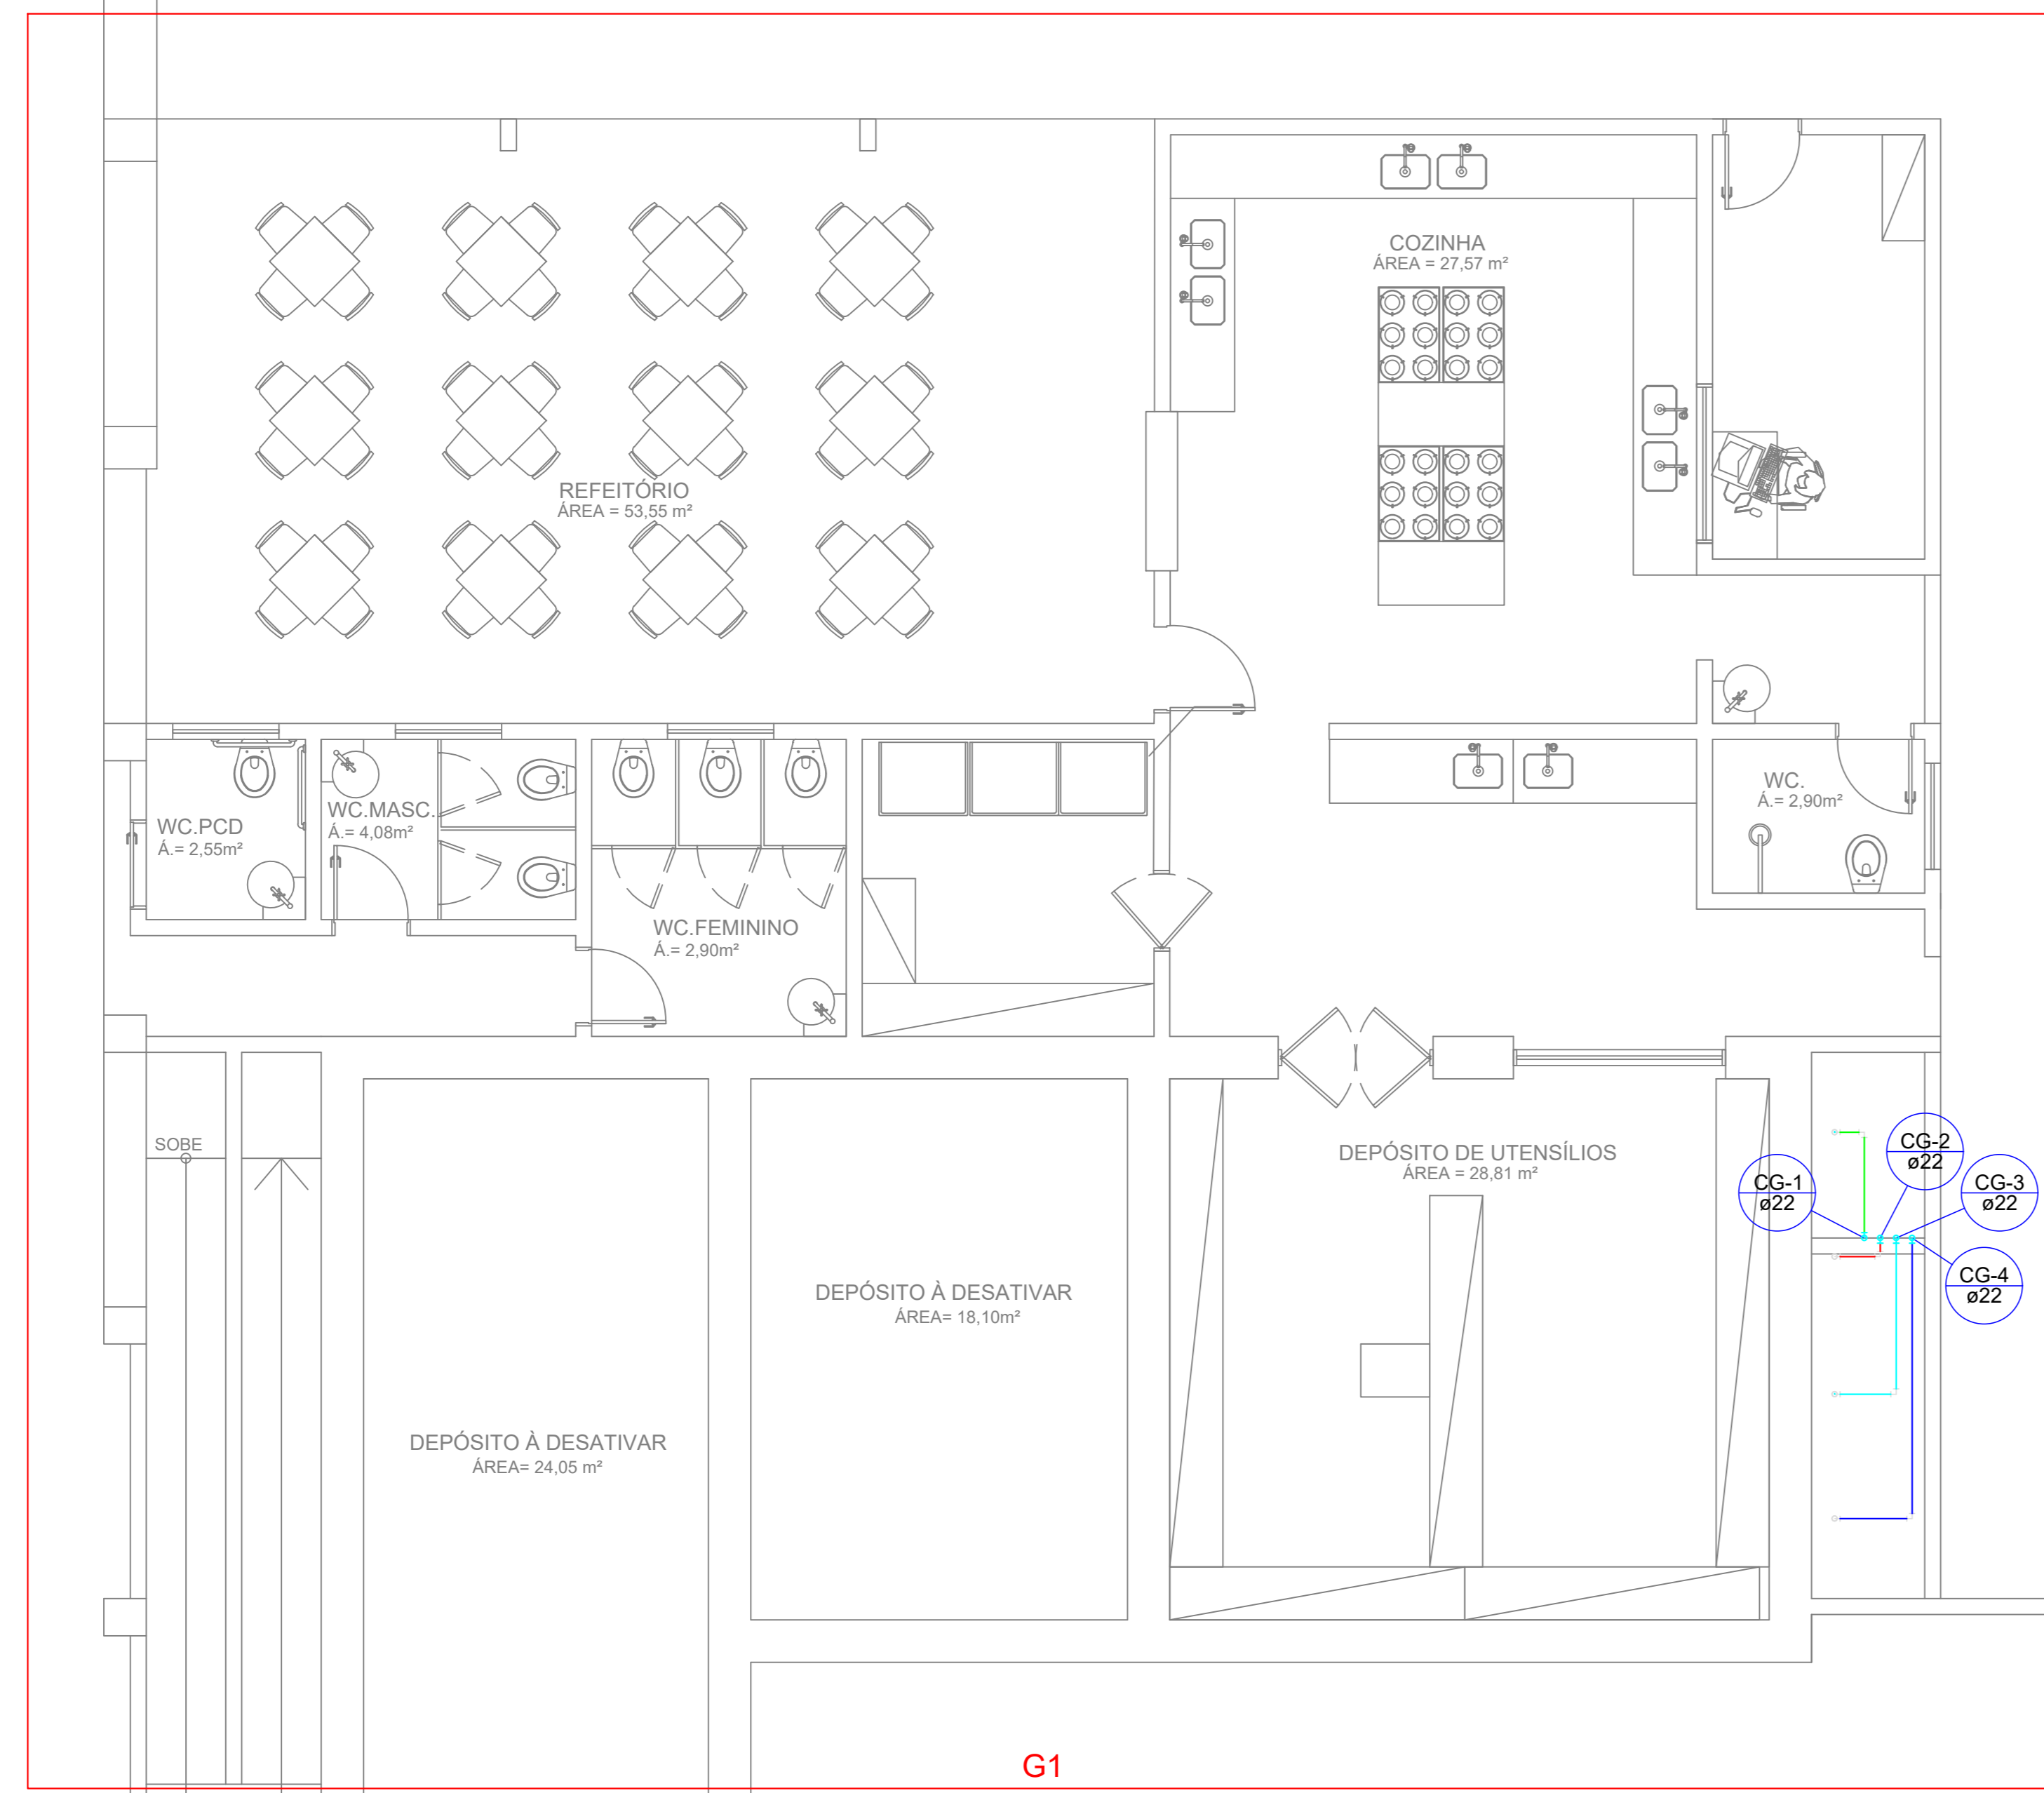 COZINHA
ÁREA = 27,57 m²
REFEITÓRIO
ÁREA = 53,55 m²
WC.PCD
Á.= 2,55m²
WC.MASC.
Á.= 4,08m²
WC.FEMININO
Á.= 2,90m²
WC.
Á.= 2,90m²
SOBE
DEPÓSITO DE UTENSÍLIOS
ÁREA = 28,81 m²
CG-1
ø22
CG-2
ø22
CG-3
ø22
CG-4
ø22
DEPÓSITO À DESATIVAR
ÁREA= 18,10m²
DEPÓSITO À DESATIVAR
ÁREA= 24,05 m²
G1